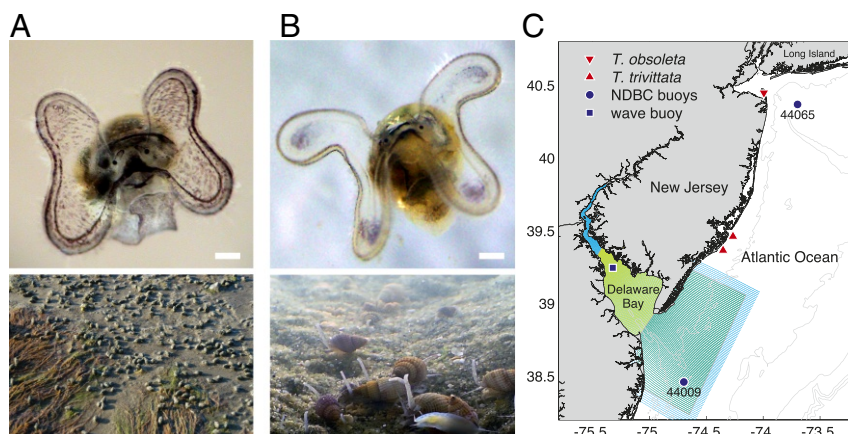 A
B
C
T. obsoleta
T. trivittata
NDBC buoys
wave buoy
Long Island
44065
New Jersey
Atlantic Ocean
Delaware
Bay
44009
40.5
40
39.5
39
38.5
-75.5
-75
-74.5
-74
-73.5